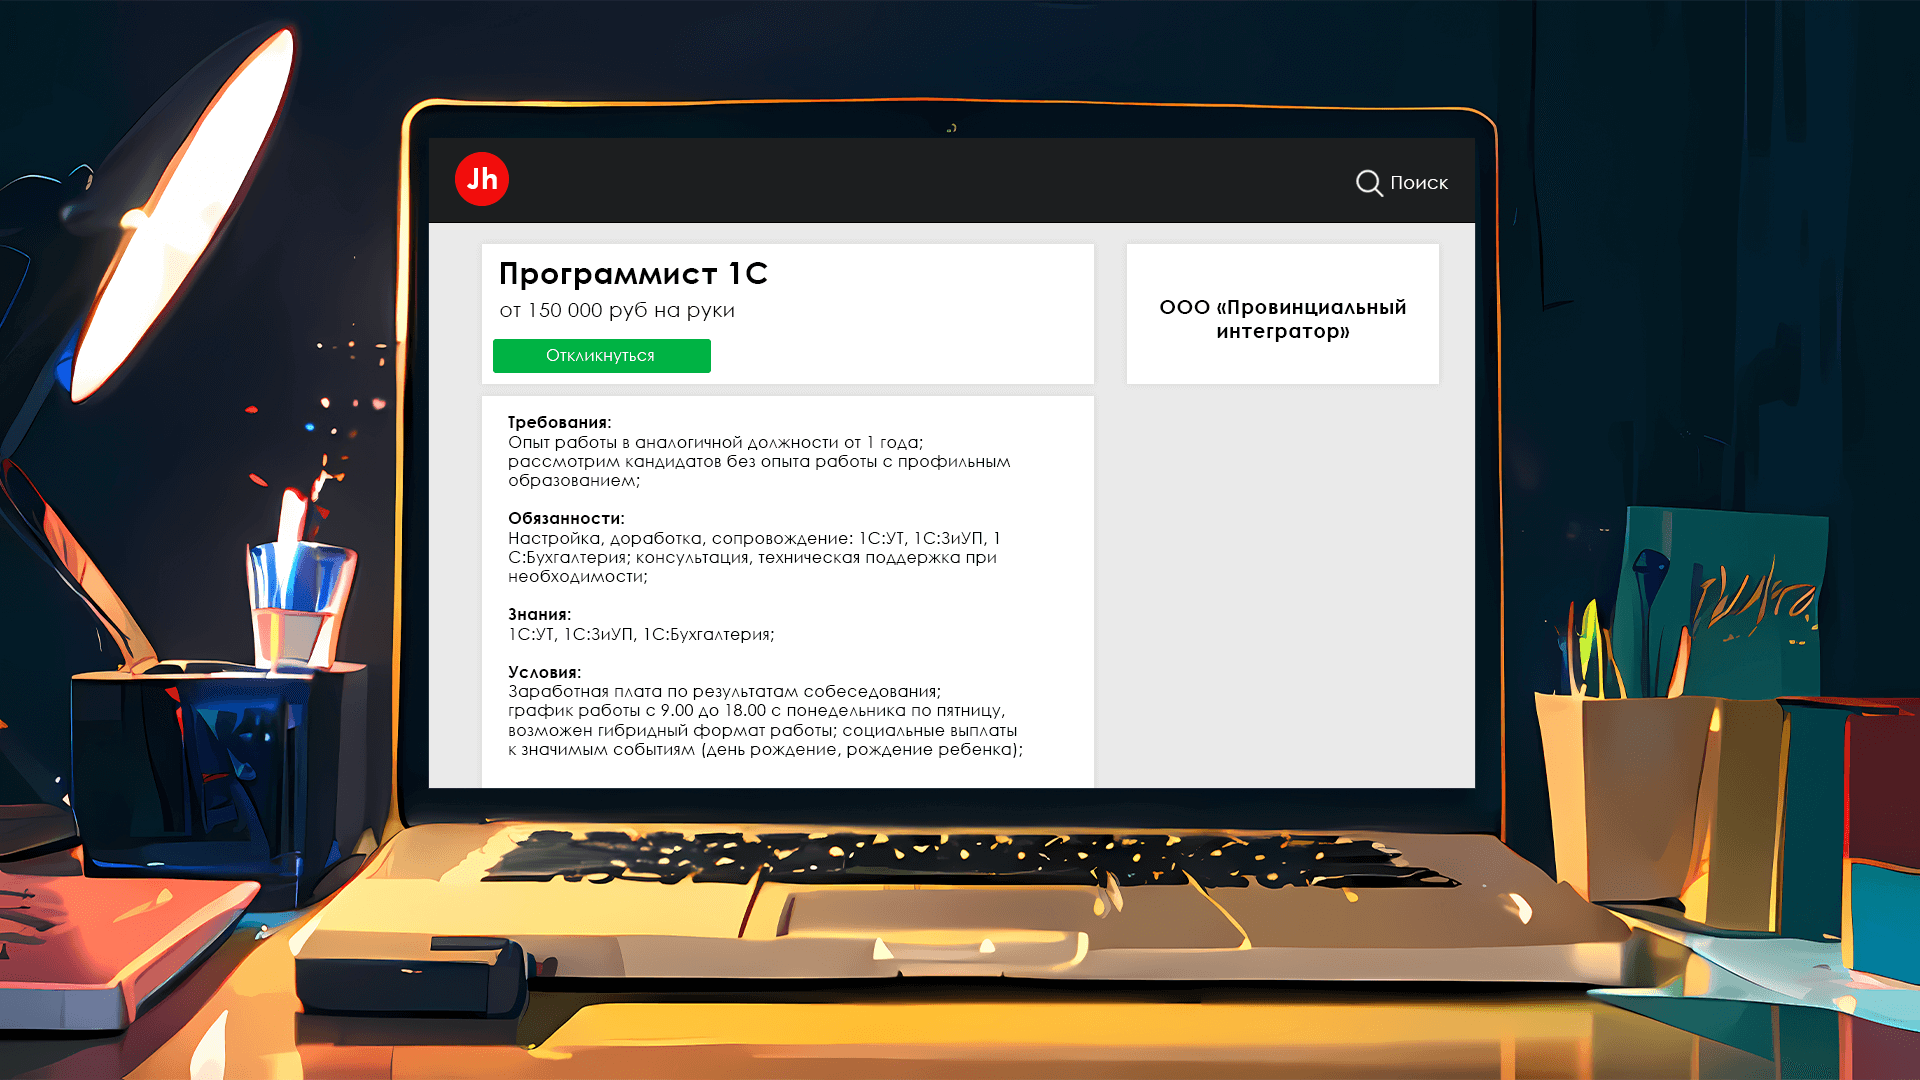 Jh
Поиск
Программист 1С
от 150 000 руб на руки
Откликнуться
ООО «Провинциальный
интегратор»
Требования:
Опыт работы в аналогичной должности от 1 года;
рассмотрим кандидатов без опыта работы с профильным
образованием;
Обязанности:
Настройка, доработка, сопровождение: 1С:УТ, 1С:ЗиУП, 1
С:Бухгалтерия; консультация, техническая поддержка при
необходимости;
Знания:
1С:УТ, 1С:ЗиУП, 1С:Бухгалтерия;
Условия:
Заработная плата по результатам собеседования;
график работы с 9.00 до 18.00 с понедельника по пятницу,
возможен гибридный формат работы; социальные выплаты
к значимым событиям (день рождение, рождение ребенка);